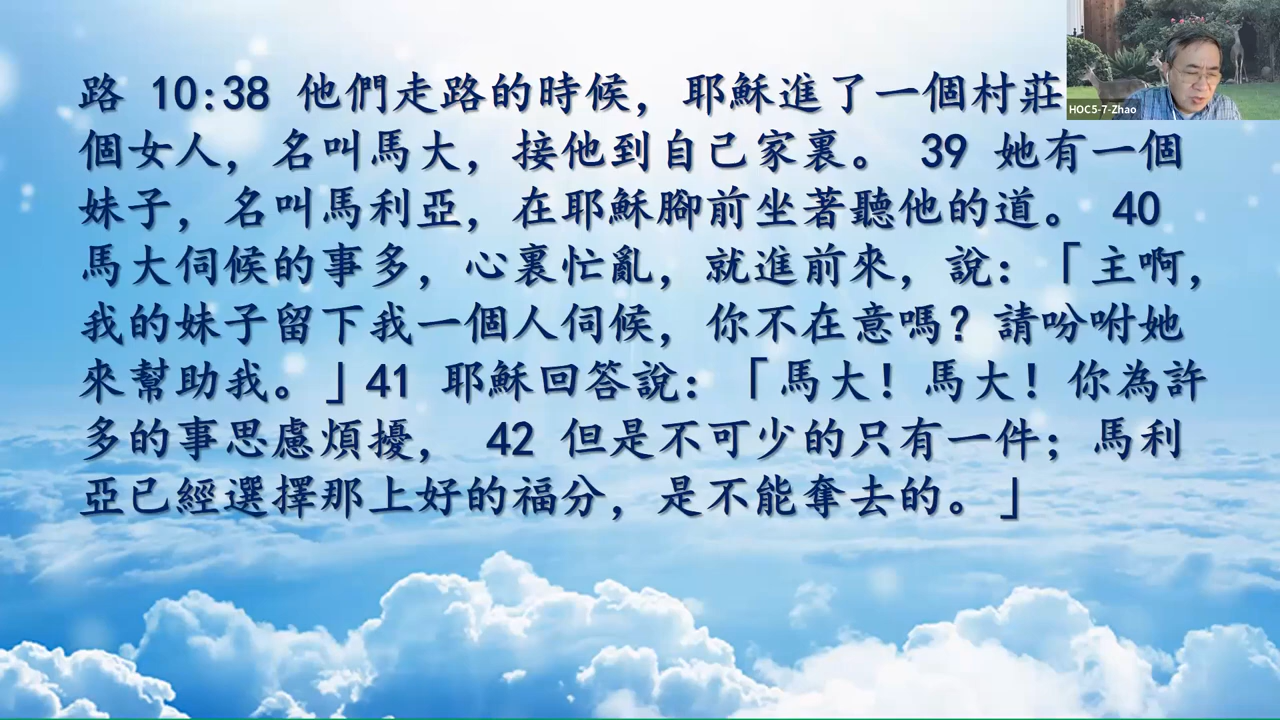 路 10:38 他們走路的時候，耶穌進了一個村莊
HOC5-7-Zhao
個女人，名叫馬大，接他到自己家裏。 39 她有一個
妹子，名叫馬利亞，在耶穌腳前坐著聽他的道。 40
馬大伺候的事多，心裏忙亂，就進前來，說：「主啊，
我的妹子留下我一個人伺候，你不在意嗎？請吩咐她
來幫助我。」41 耶穌回答說：「馬大！馬大！你為許
多的事思慮煩擾， 42 但是不可少的只有一件；馬利
亞已經選擇那上好的福分，是不能奪去的。」